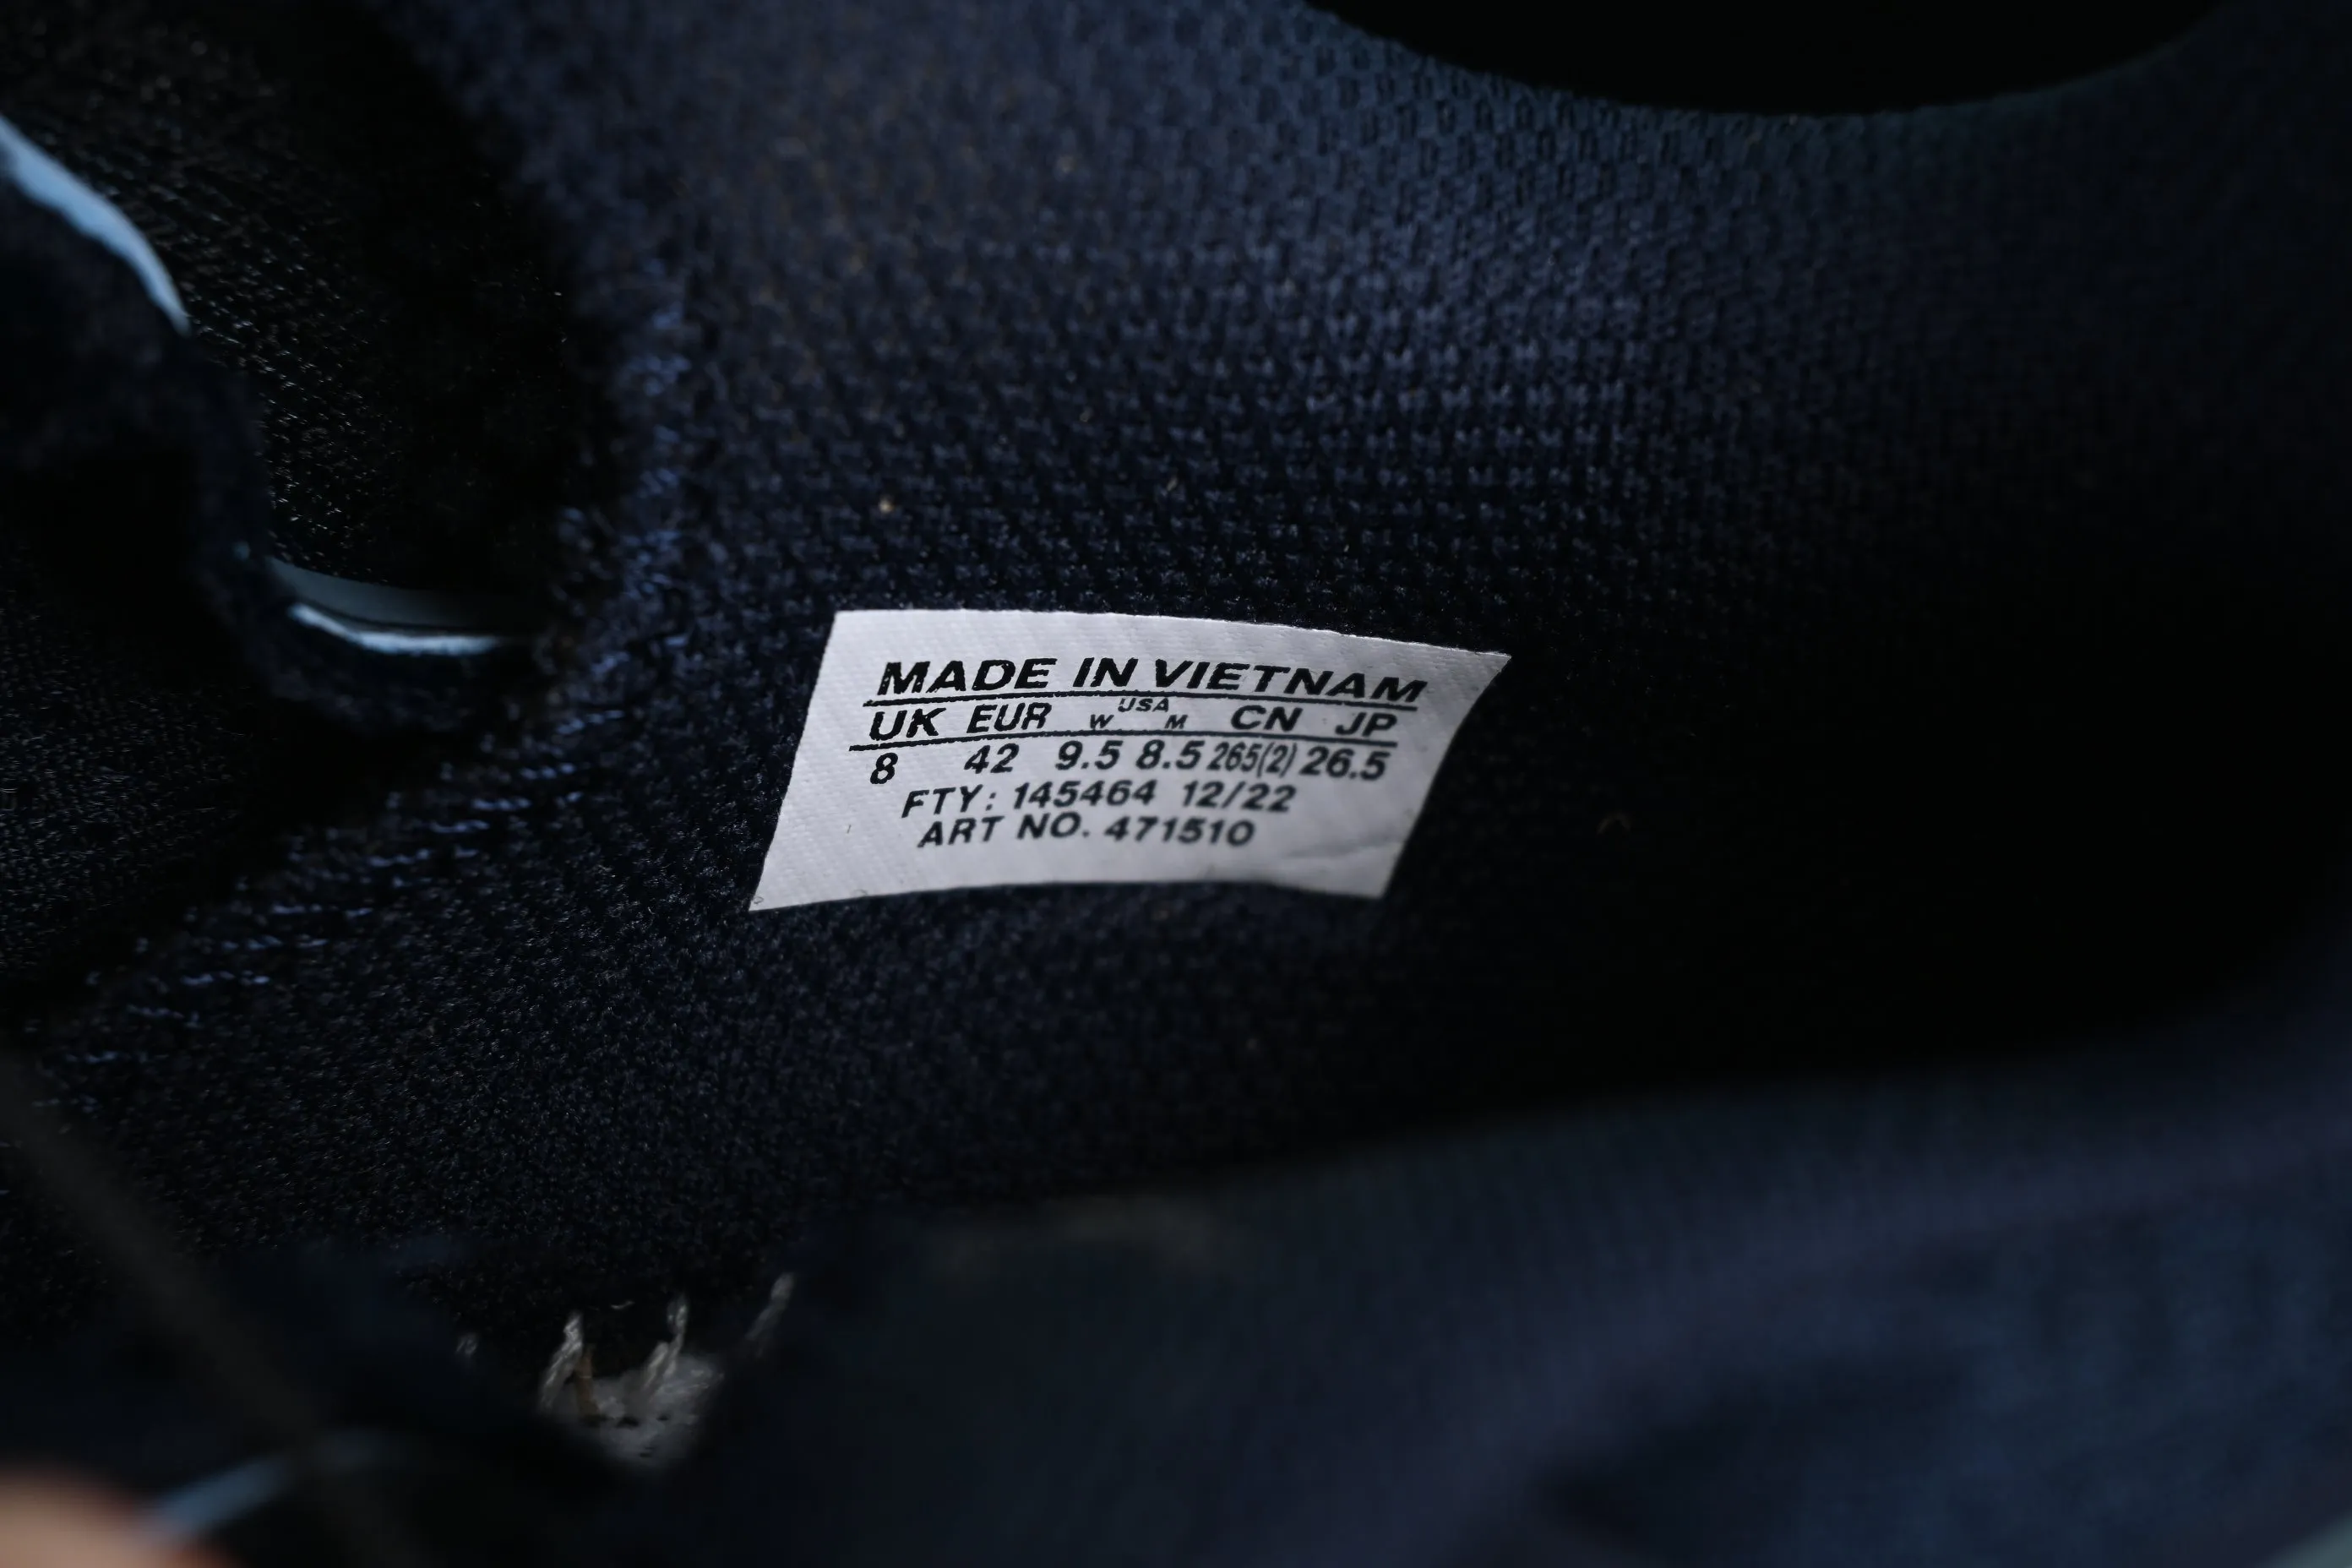 MADE IN VIETNAM
UK EUR W USA M CN JP
8 42 9.5 8.5 265(2) 26.5
FTY: 145464 12/22
ART NO. 471510